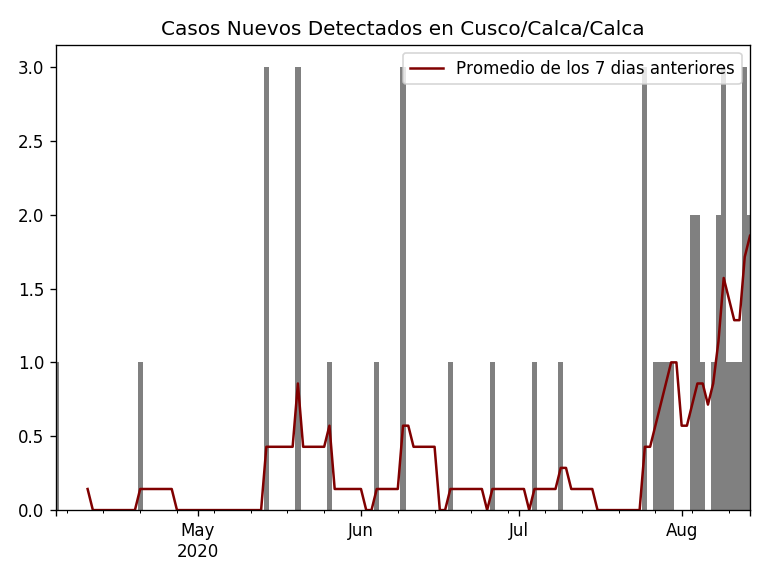 Casos Nuevos Detectados en Cusco/Calca/Calca
Promedio de los 7 dias anteriores
3.0
2.5
2.0
1.5
1.0
0.5
0.0
May
2020
Jun
Jul
Aug